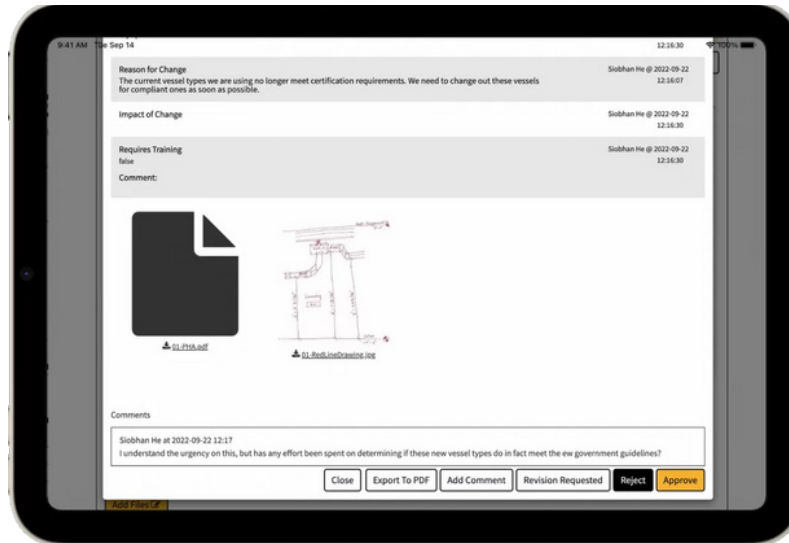 9:41 AM Tue Sep 14
12:16:30
100%
Reason for Change
Siobhan He @ 2022-09-22
The current vessel types we are using no longer meet certification requirements. We need to change out these vessels
12:16:07
for compliant ones as soon as possible.
Impact of Change
Siobhan He @ 2022-09-22
12:16:30
Requires Training
Siobhan He @ 2022-09-22
false
12:16:30
Comment:
01-PHA.pdf
01-RedLineDrawing.jpg
Comments
Siobhan He at 2022-09-22 12:17
I understand the urgency on this, but has any effort been spent on determining if these new vessel types do in fact meet the ew government guidelines?
Close
Export To PDF
Add Comment
Revision Requested
Reject
Approve
Add Files